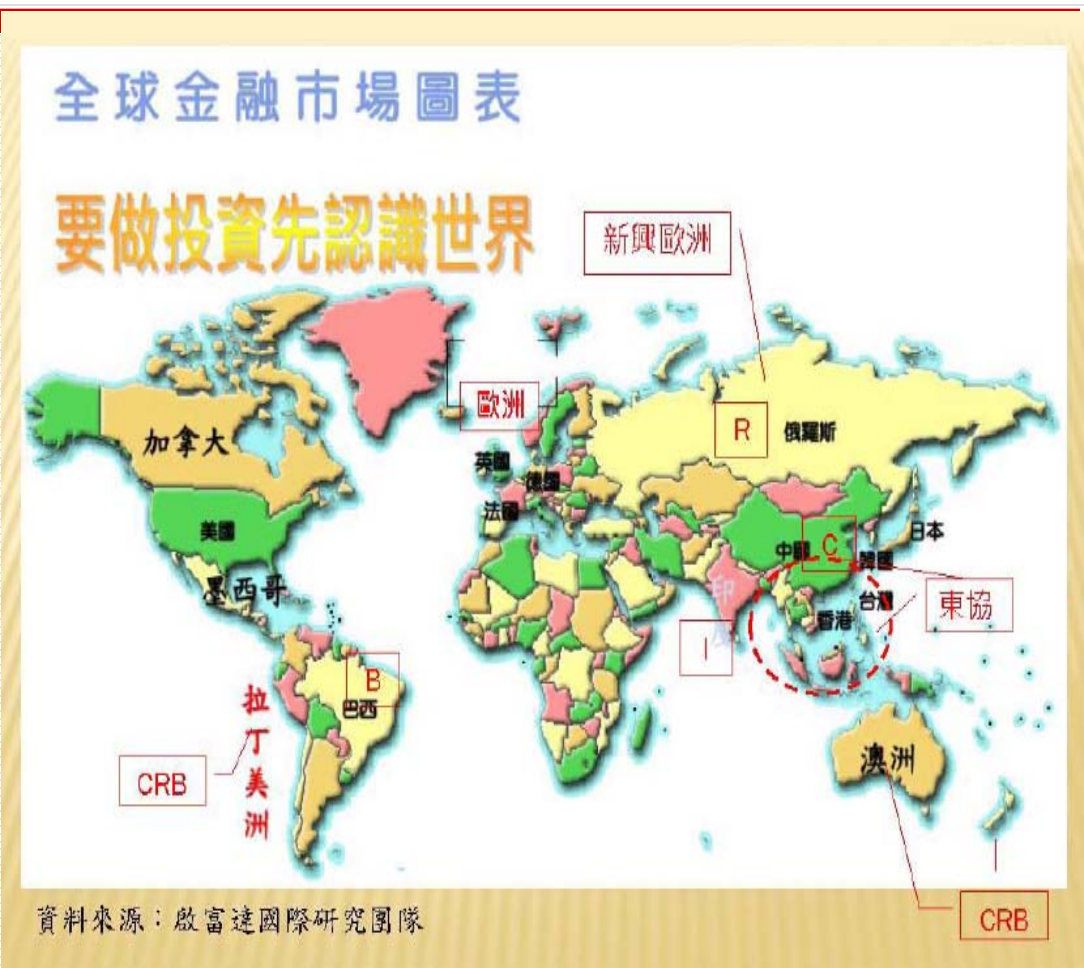 全球金融市場圖表
要做投資先認識世界
新興歐洲
歐洲
R
俄羅斯
加拿大
英國
德國
法國
美國
中國
C
日本
韓國
墨西哥
印
台灣
東協
香港
I
B
巴西
拉丁美洲
CRB
澳洲
CRB
資料來源：啟富達國際研究團隊